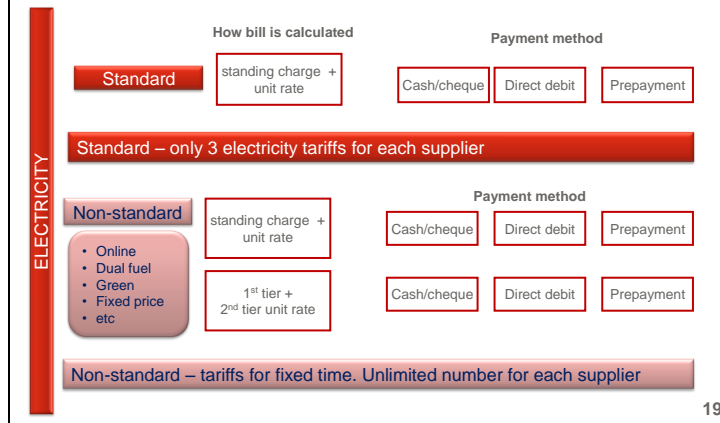 How bill is calculated
Payment method
Standard
standing charge +
unit rate
Cash/cheque
Direct debit
Prepayment
Standard – only 3 electricity tariffs for each supplier
ELECTRICITY
Payment method
Non-standard
standing charge +
unit rate
Cash/cheque
Direct debit
Prepayment
• Online
• Dual fuel
• Green
• Fixed price
• etc
1st tier +
2nd tier unit rate
Cash/cheque
Direct debit
Prepayment
Non-standard – tariffs for fixed time. Unlimited number for each supplier
19